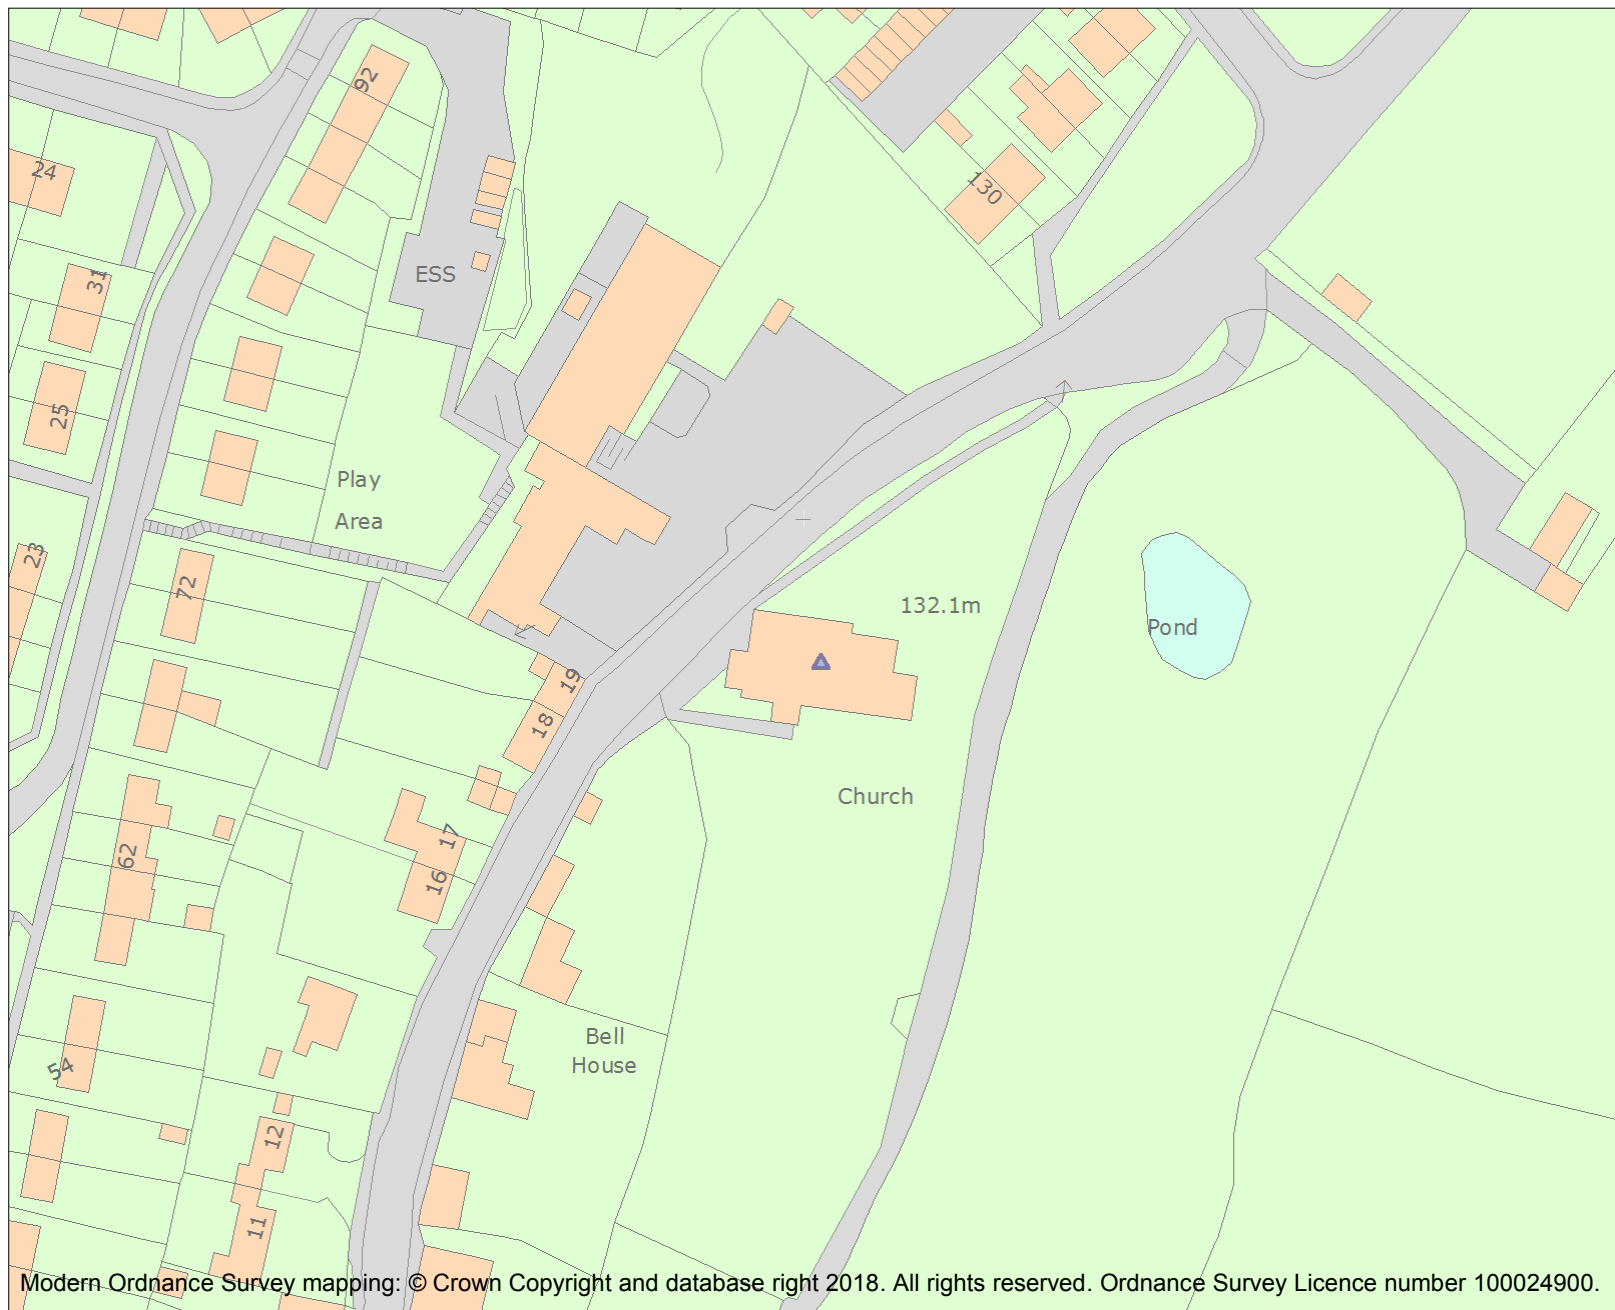 92
24
130
31
ESS
25
Play
Area
23
72
132.1m
Pond
19
18
Church
17
62
16
Bell
House
54
12
11
Modern Ordnance Survey mapping: © Crown Copyright and database right 2018. All rights reserved. Ordnance Survey Licence number 100024900.